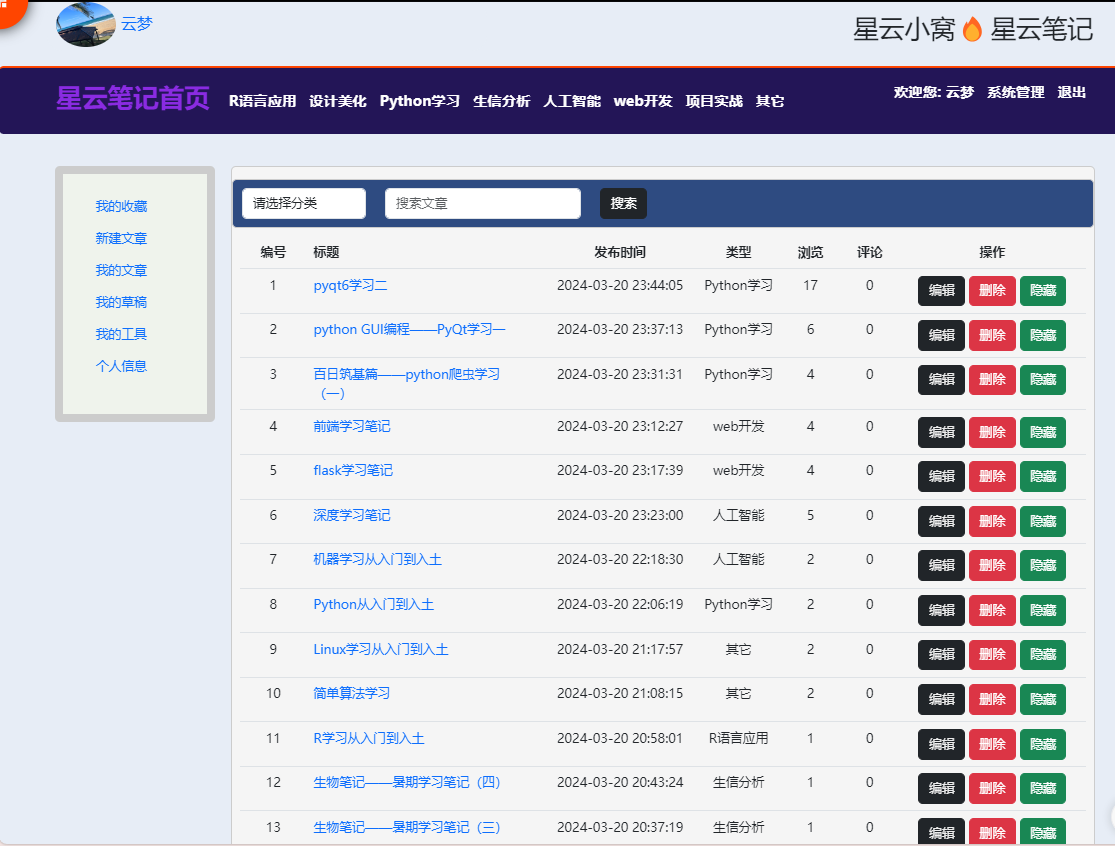 云梦
星云小窝🔥星云笔记
星云笔记首页 R语言应用 设计美化 Python学习 生信分析 人工智能 web开发 项目实战 其它 欢迎您: 云梦 系统管理 退出
我的收藏
新建文章
我的文章
我的草稿
我的工具
个人信息
请选择分类 搜索文章 搜索
编号 标题 发布时间 类型 浏览 评论 操作
1 pyqt6学习二 2024-03-20 23:44:05 Python学习 17 0 编辑 删除 隐藏
2 python GUI编程——PyQt学习一 2024-03-20 23:37:13 Python学习 6 0 编辑 删除 隐藏
3 百日筑基篇——python爬虫学习 2024-03-20 23:31:31 Python学习 4 0 编辑 删除 隐藏
（一）
4 前端学习笔记 2024-03-20 23:12:27 web开发 4 0 编辑 删除 隐藏
5 flask学习笔记 2024-03-20 23:17:39 web开发 4 0 编辑 删除 隐藏
6 深度学习笔记 2024-03-20 23:23:00 人工智能 5 0 编辑 删除 隐藏
7 机器学习从入门到入土 2024-03-20 22:18:30 人工智能 2 0 编辑 删除 隐藏
8 Python从入门到入土 2024-03-20 22:06:19 Python学习 2 0 编辑 删除 隐藏
9 Linux学习从入门到入土 2024-03-20 21:17:57 其它 2 0 编辑 删除 隐藏
10 简单算法学习 2024-03-20 21:08:15 其它 2 0 编辑 删除 隐藏
11 R学习从入门到入土 2024-03-20 20:58:01 R语言应用 1 0 编辑 删除 隐藏
12 生物笔记——暑期学习笔记（四） 2024-03-20 20:43:24 生信分析 1 0 编辑 删除 隐藏
13 生物笔记——暑期学习笔记（三） 2024-03-20 20:37:19 生信分析 1 0 编辑 删除 隐藏